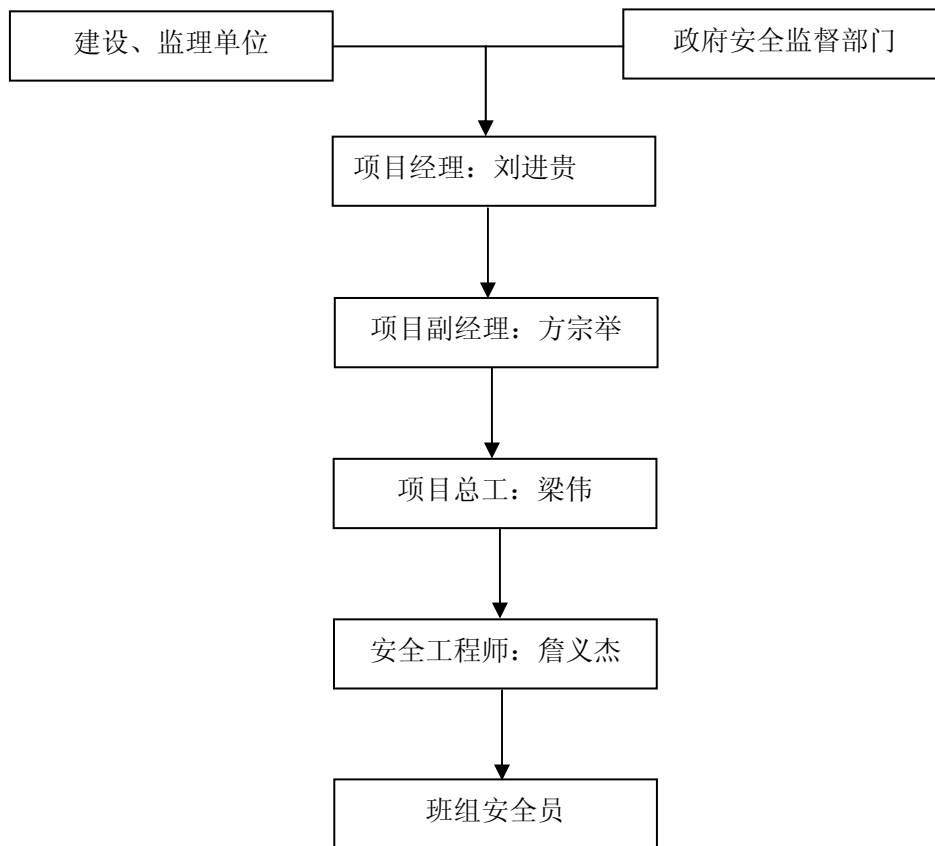 建设、监理单位
政府安全监督部门
项目经理：刘进贵
项目副经理：方宗举
项目总工：梁伟
安全工程师：詹义杰
班组安全员